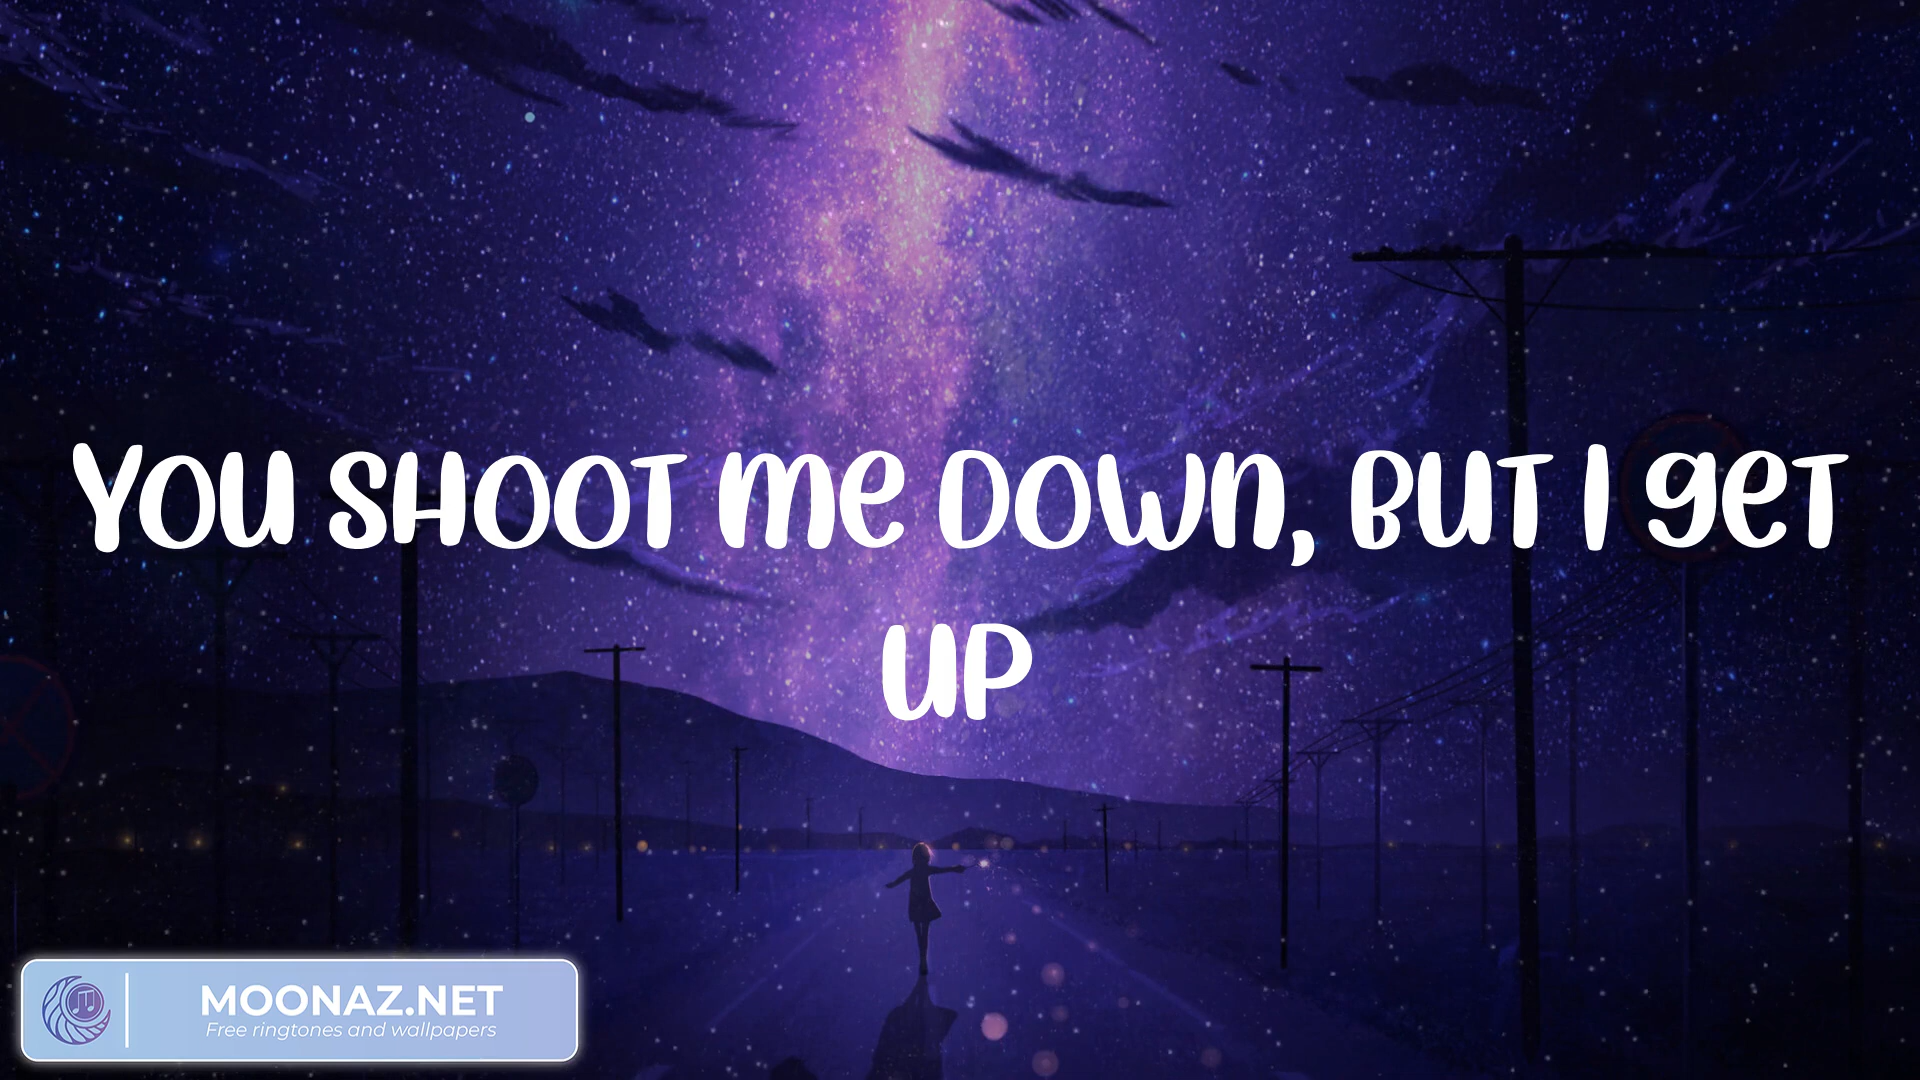 YOU SHOOT ME DOWN, BUT I GET
UP
MOONAZ.NET
Free ringtones and wallpapers